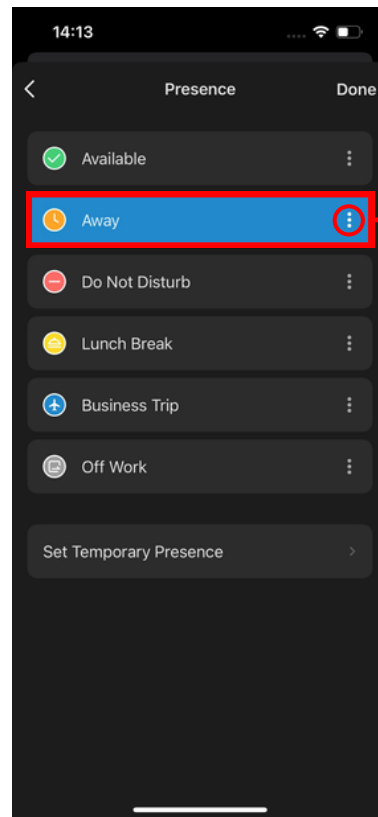 14:13
Presence
Done
Available
Away
Do Not Disturb
Lunch Break
Business Trip
Off Work
Set Temporary Presence